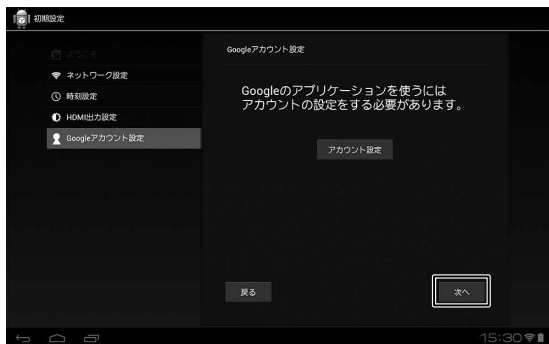 初期設定
ようこそ
ネットワーク設定
時刻設定
HDMI出力設定
Googleアカウント設定
Googleアカウント設定
Googleのアプリケーションを使うには
アカウントの設定をする必要があります。
アカウント設定
戻る
次へ
15:30